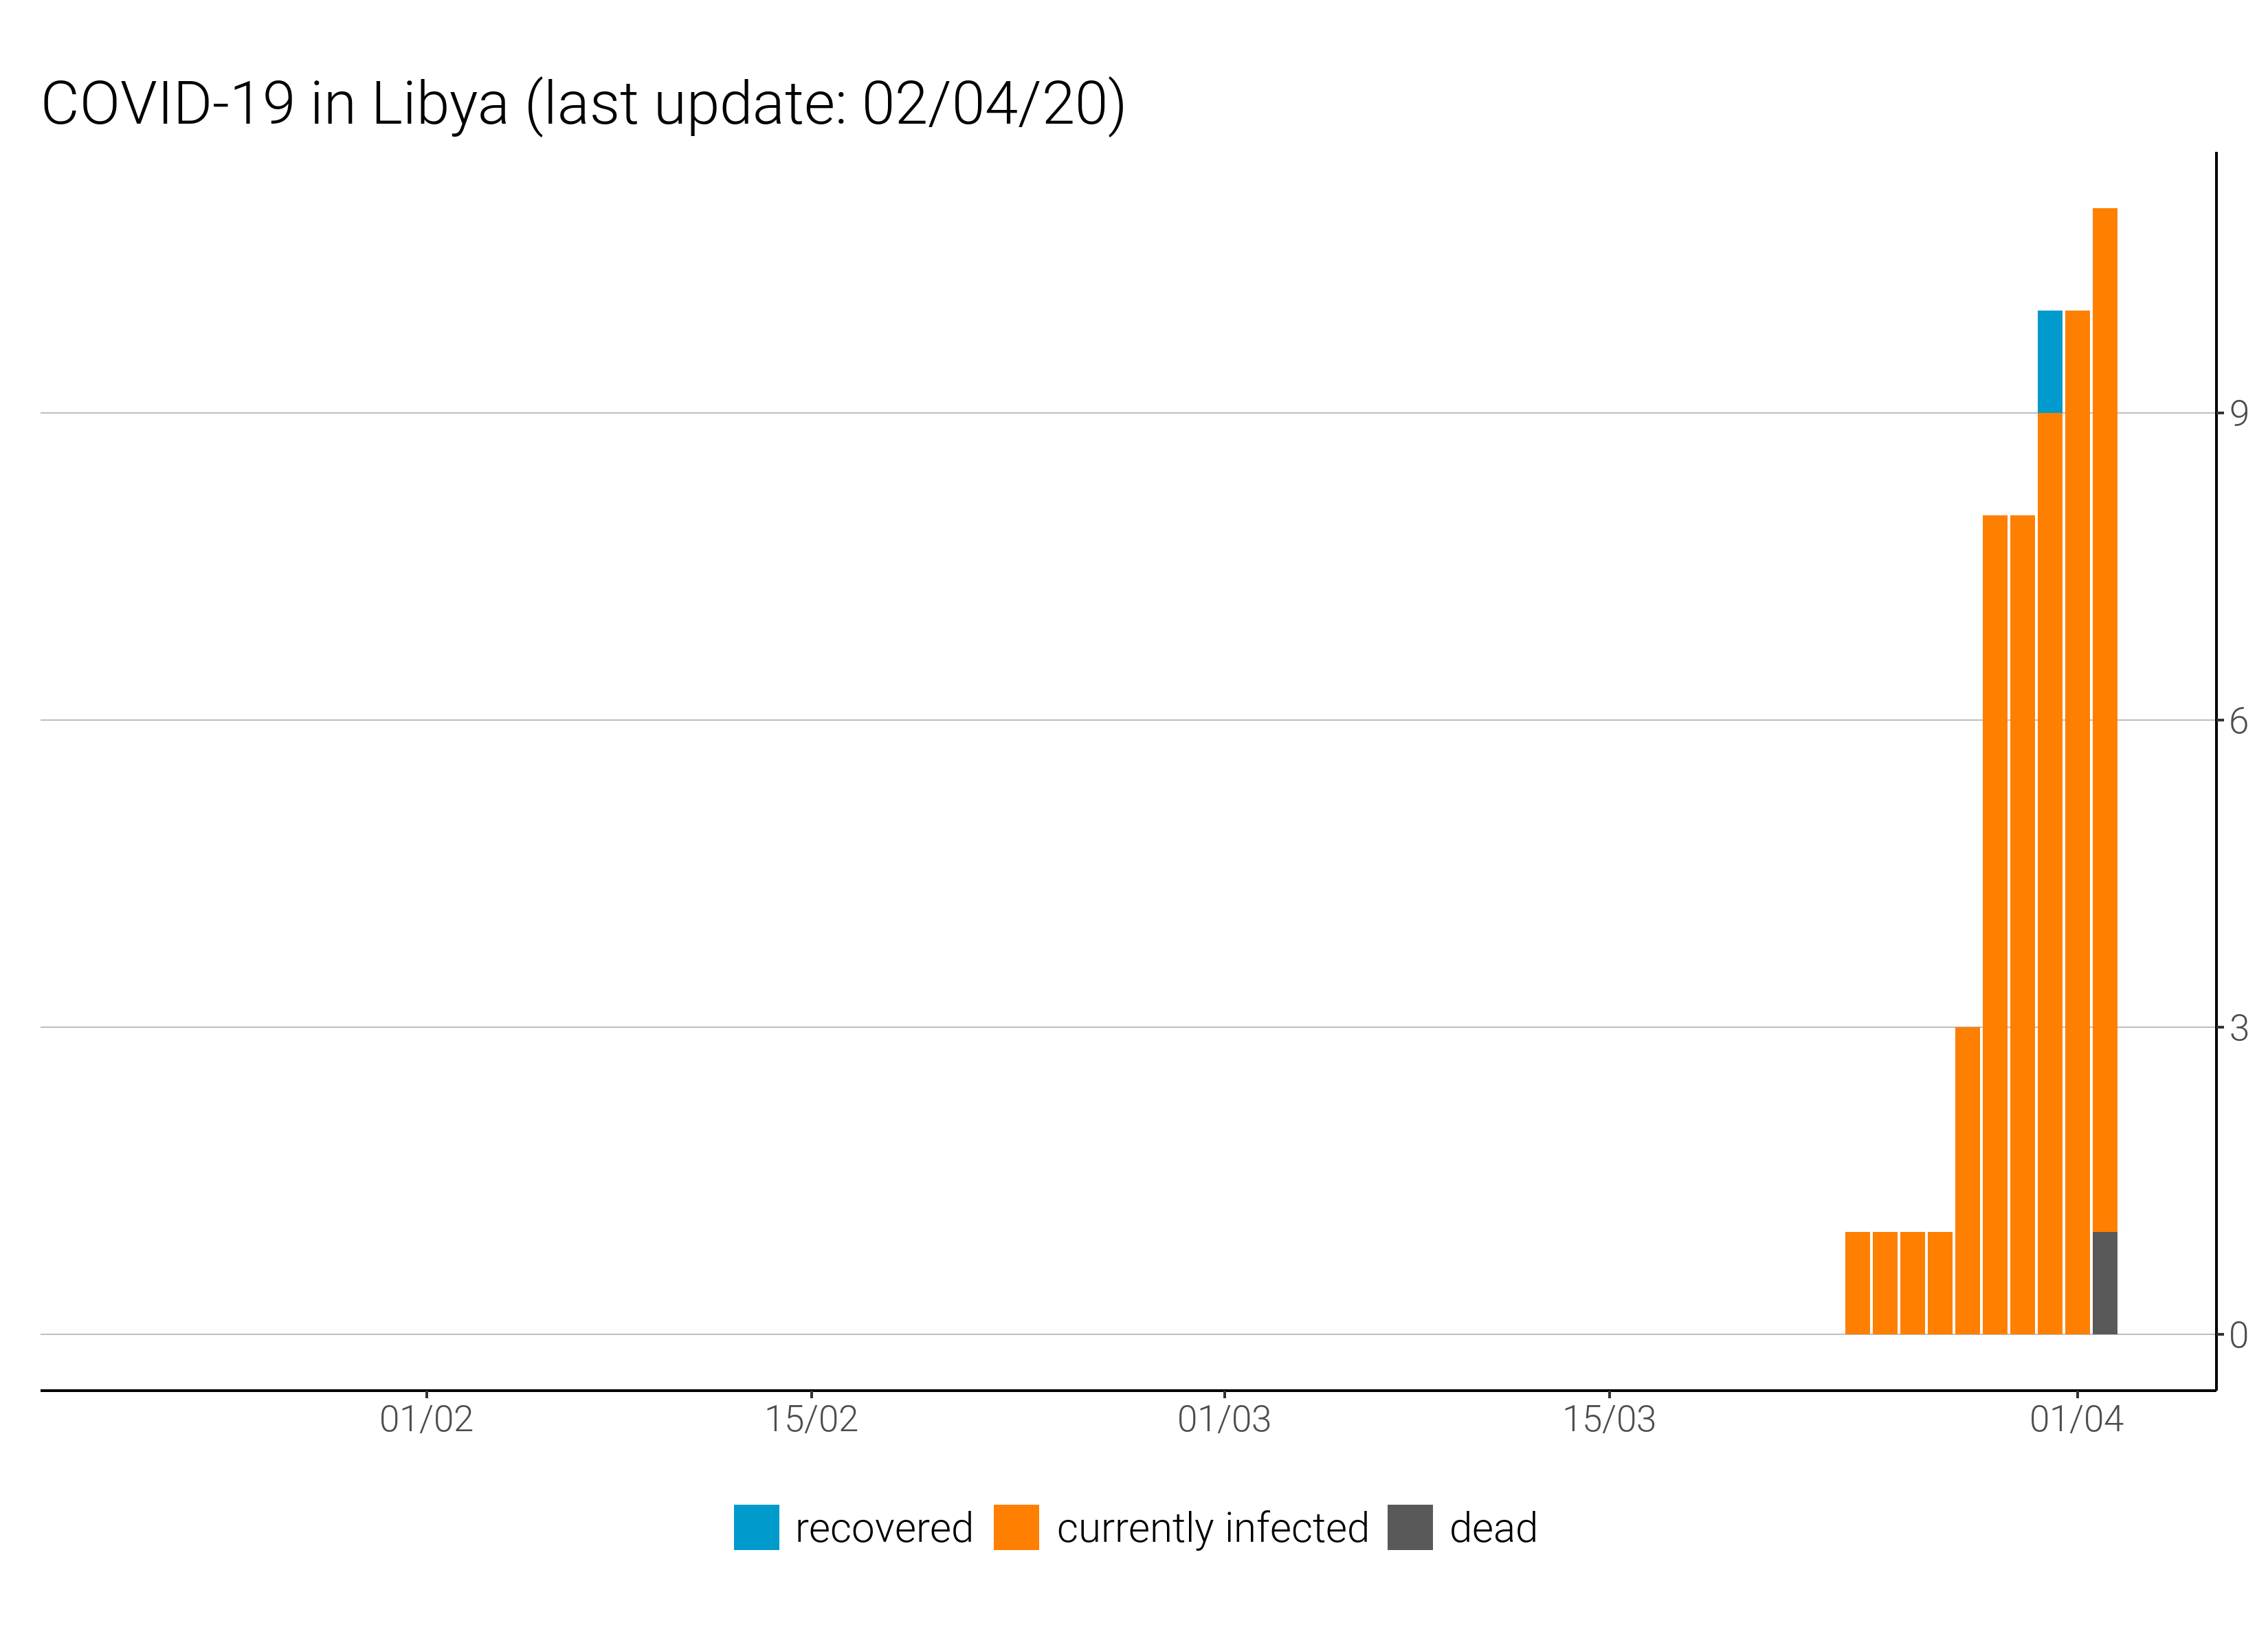 COVID-19 in Libya (last update: 02/04/20)
9
6
3
0
01/02 15/02 01/03 15/03 01/04
recovered currently infected dead